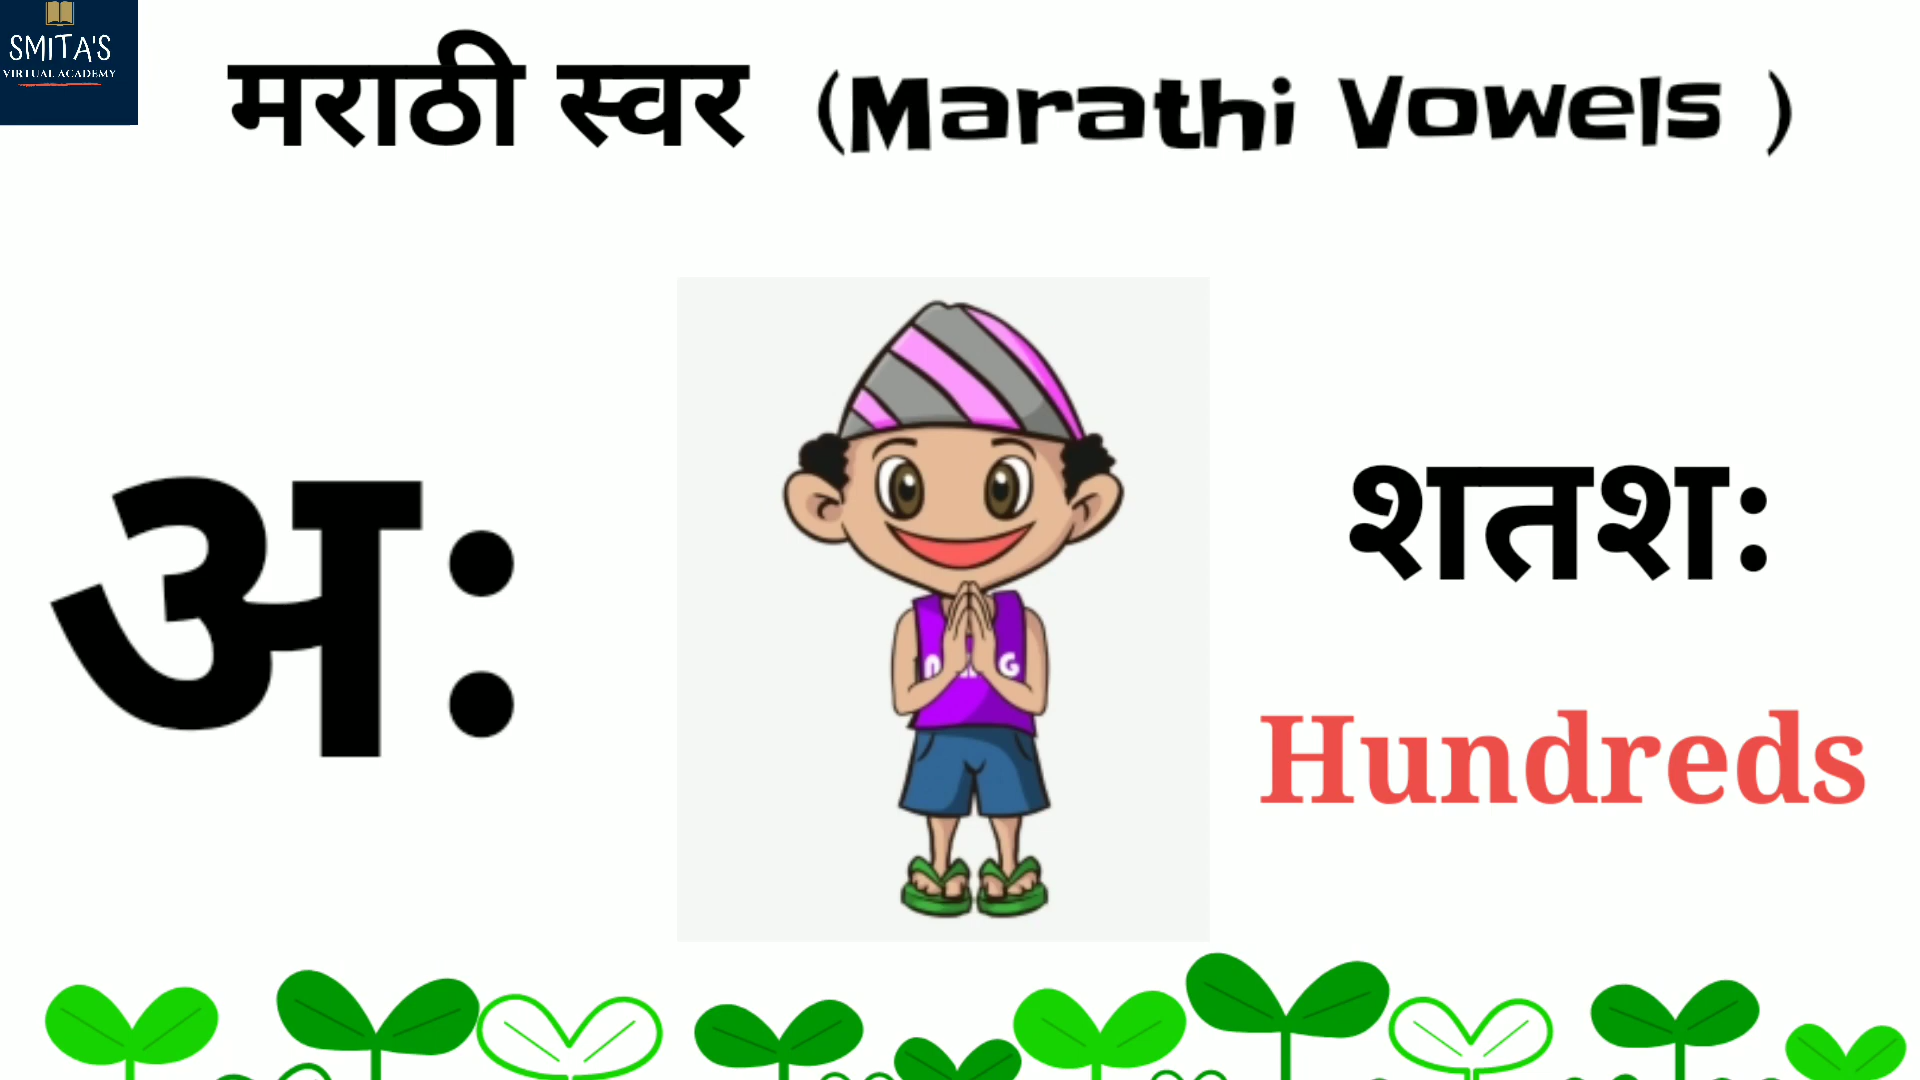 SMITA'S
VIRTUAL ACADEMY
मराठी स्वर (Marathi Vowels )
अः
शतशः
Hundreds